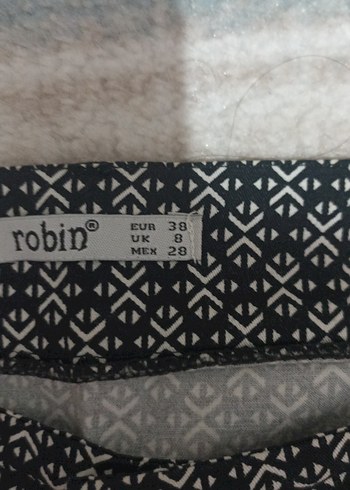 robin®
EUR 38
UK 8
MEX 28